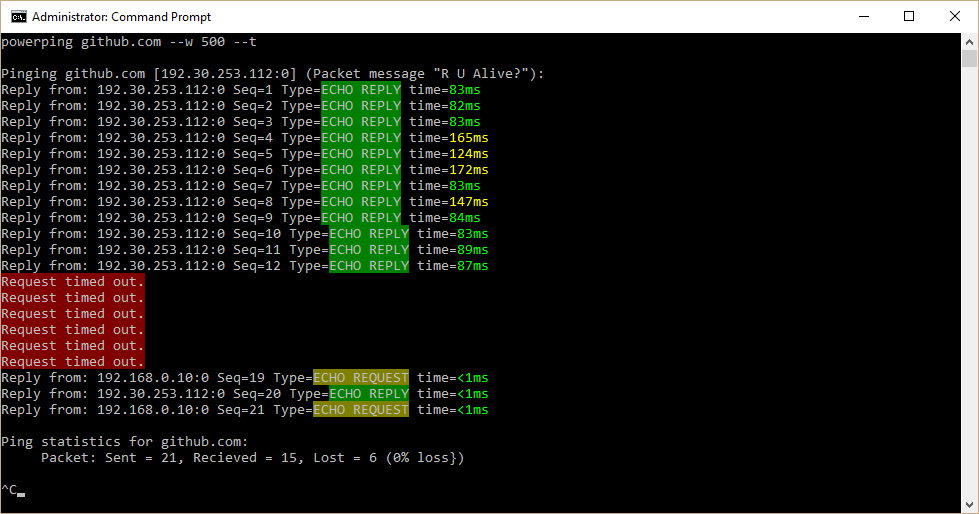 Administrator: Command Prompt
powerping github.com --w 500 --t
Pinging github.com [192.30.253.112:0] (Packet message "R U Alive?"):
Reply from: 192.30.253.112:0 Seq=1 Type=ECHO REPLY time=83ms
Reply from: 192.30.253.112:0 Seq=2 Type=ECHO REPLY time=82ms
Reply from: 192.30.253.112:0 Seq=3 Type=ECHO REPLY time=83ms
Reply from: 192.30.253.112:0 Seq=4 Type=ECHO REPLY time=165ms
Reply from: 192.30.253.112:0 Seq=5 Type=ECHO REPLY time=124ms
Reply from: 192.30.253.112:0 Seq=6 Type=ECHO REPLY time=172ms
Reply from: 192.30.253.112:0 Seq=7 Type=ECHO REPLY time=83ms
Reply from: 192.30.253.112:0 Seq=8 Type=ECHO REPLY time=147ms
Reply from: 192.30.253.112:0 Seq=9 Type=ECHO REPLY time=84ms
Reply from: 192.30.253.112:0 Seq=10 Type=ECHO REPLY time=83ms
Reply from: 192.30.253.112:0 Seq=11 Type=ECHO REPLY time=89ms
Reply from: 192.30.253.112:0 Seq=12 Type=ECHO REPLY time=87ms
Request timed out.
Request timed out.
Request timed out.
Request timed out.
Request timed out.
Request timed out.
Reply from: 192.168.0.10:0 Seq=19 Type=ECHO REQUEST time=<1ms
Reply from: 192.30.253.112:0 Seq=20 Type=ECHO REPLY time=<1ms
Reply from: 192.168.0.10:0 Seq=21 Type=ECHO REQUEST time=<1ms
Ping statistics for github.com:
Packet: Sent = 21, Recieved = 15, Lost = 6 (0% loss})
^C